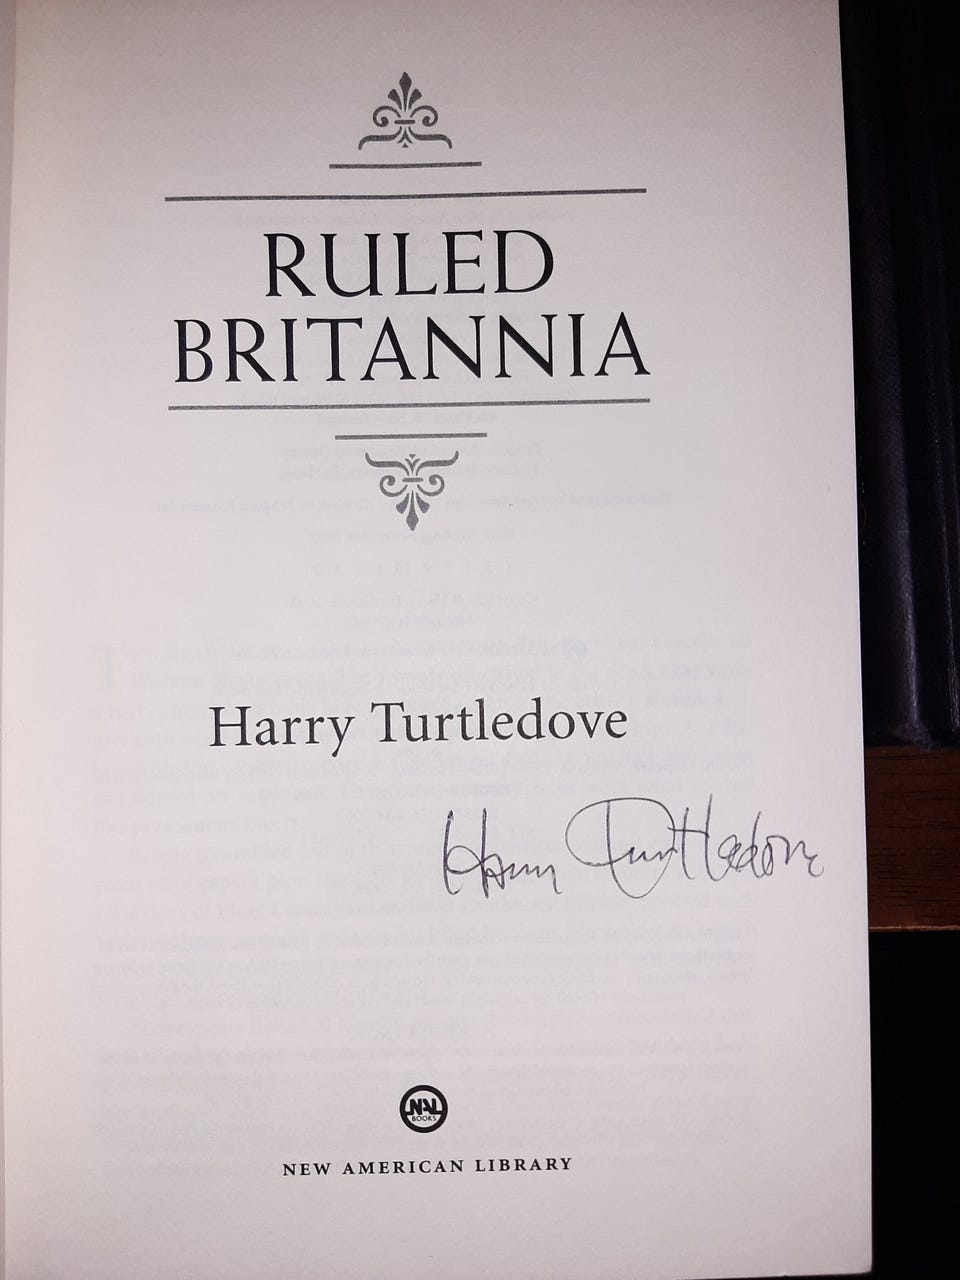 RULED
BRITANNIA
Harry Turtledove
Harry Turtledove
NAL
BOOKS
NEW AMERICAN LIBRARY